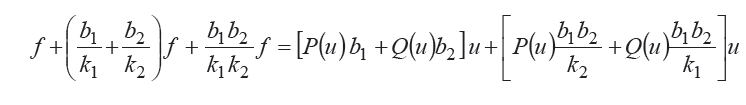 f + (b₁/k₁ + b₂/k₂) f + b₁b₂/k₁k₂ f = [P(u) b₁ + Q(u)b₂] u + [P(u) b₁b₂/k₂ + Q(u) b₁b₂/k₁] u